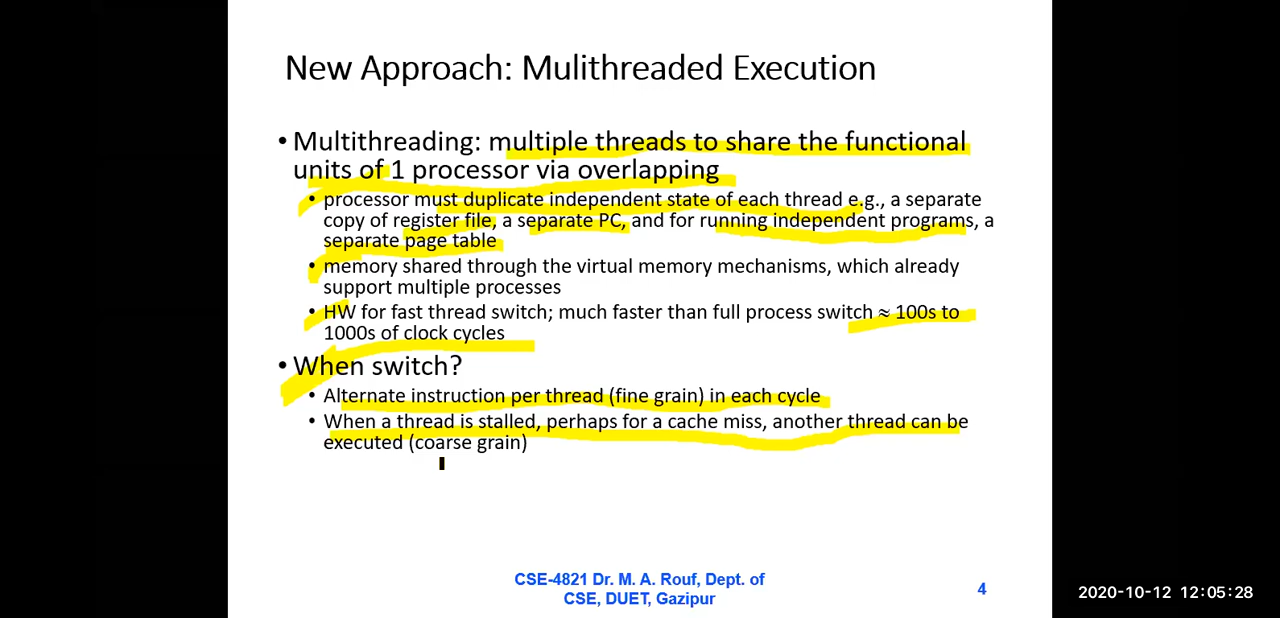 New Approach: Mulithreaded Execution
• Multithreading: multiple threads to share the functional
units of 1 processor via overlapping
• processor must duplicate independent state of each thread e.g., a separate
copy of register file, a separate PC, and for running independent programs, a
separate page table
• memory shared through the virtual memory mechanisms, which already
support multiple processes
• HW for fast thread switch; much faster than full process switch ≈ 100s to
1000s of clock cycles
• When switch?
• Alternate instruction per thread (fine grain) in each cycle
• When a thread is stalled, perhaps for a cache miss, another thread can be
executed (coarse grain)
CSE-4821 Dr. M. A. Rouf, Dept. of
CSE, DUET, Gazipur
4
2020-10-12 12:05:28